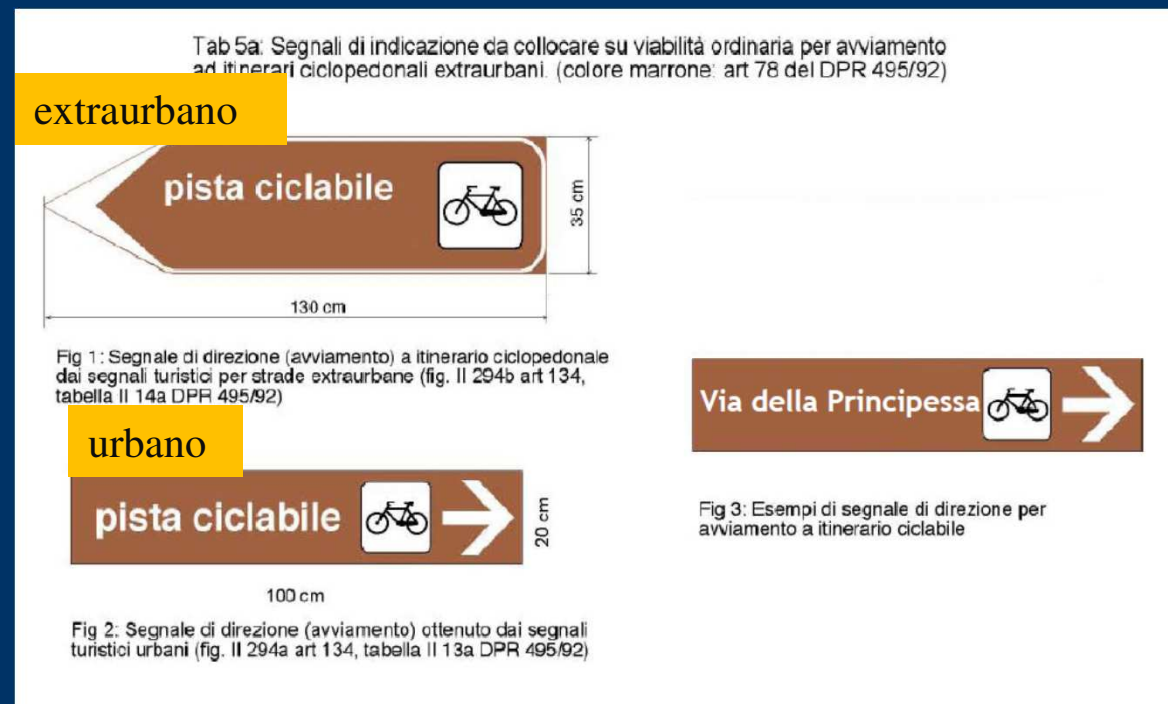 Tab 5a: Segnali di indicazione da collocare su viabilità ordinaria per avviamento
ad itinerari ciclopedonali extraurbani. (colore marrone: art 78 del DPR 495/92)
extraurbano
pista ciclabile
35 cm
130 cm
Fig 1: Segnale di direzione (avviamento) a itinerario ciclopedonale
dai segnali turistici per strade extraurbane (fig. II 294b art 134,
tabella II 14a DPR 495/92)
urbano
pista ciclabile
20 cm
100 cm
Fig 2: Segnale di direzione (avviamento) ottenuto dai segnali
turistici urbani (fig. II 294a art 134, tabella II 13a DPR 495/92)
Via della Principessa
Fig 3: Esempi di segnale di direzione per
avviamento a itinerario ciclabile